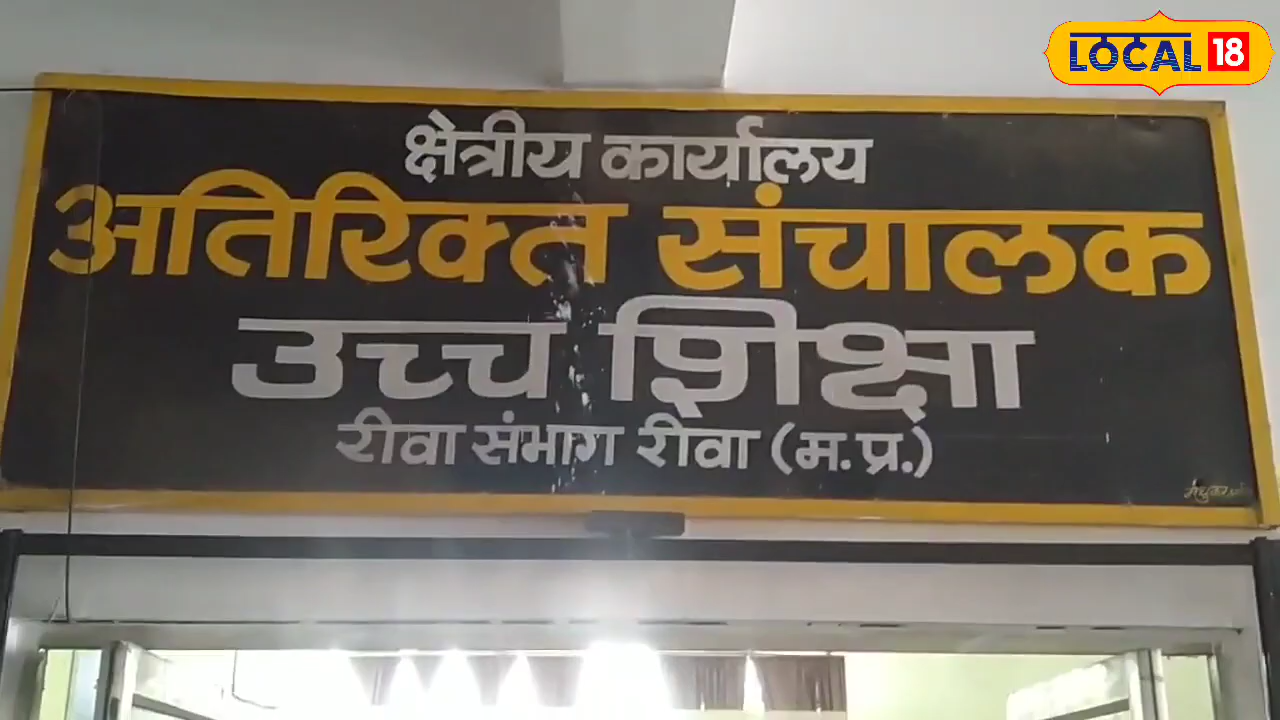 LOCAL 18
क्षेत्रीय कार्यालय
अतिरिक्त संचालक
उच्च शिक्षा
रीवा संभाग रीवा (म.प्र.)